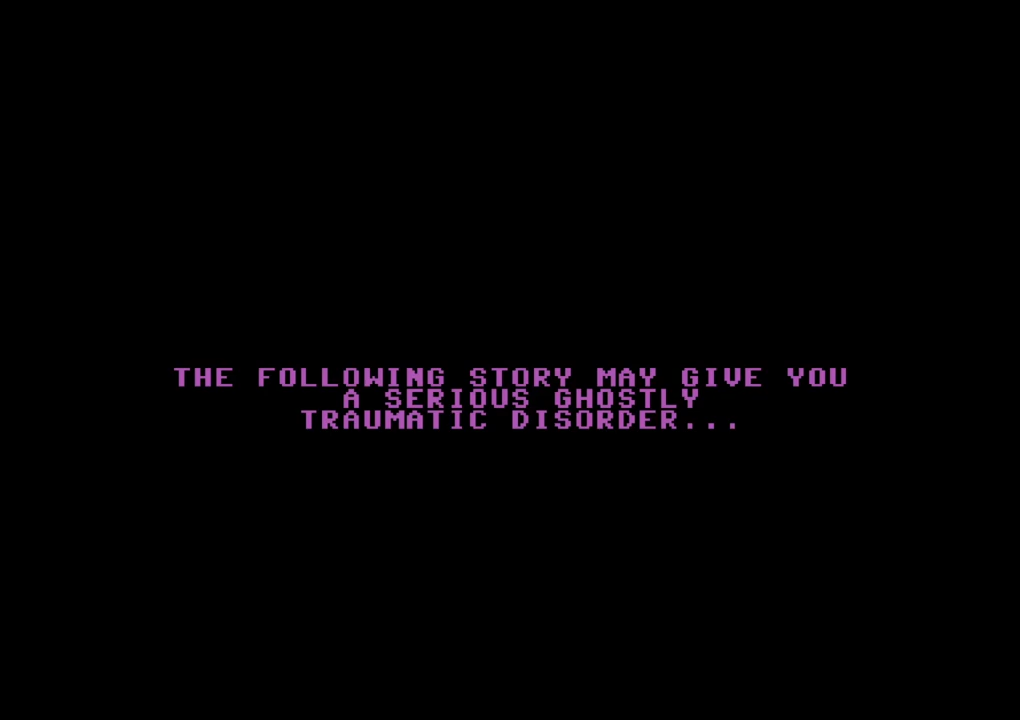 THE FOLLOWING STORY MAY GIVE YOU
A SERIOUS GHOSTLY
TRAUMATIC DISORDER...